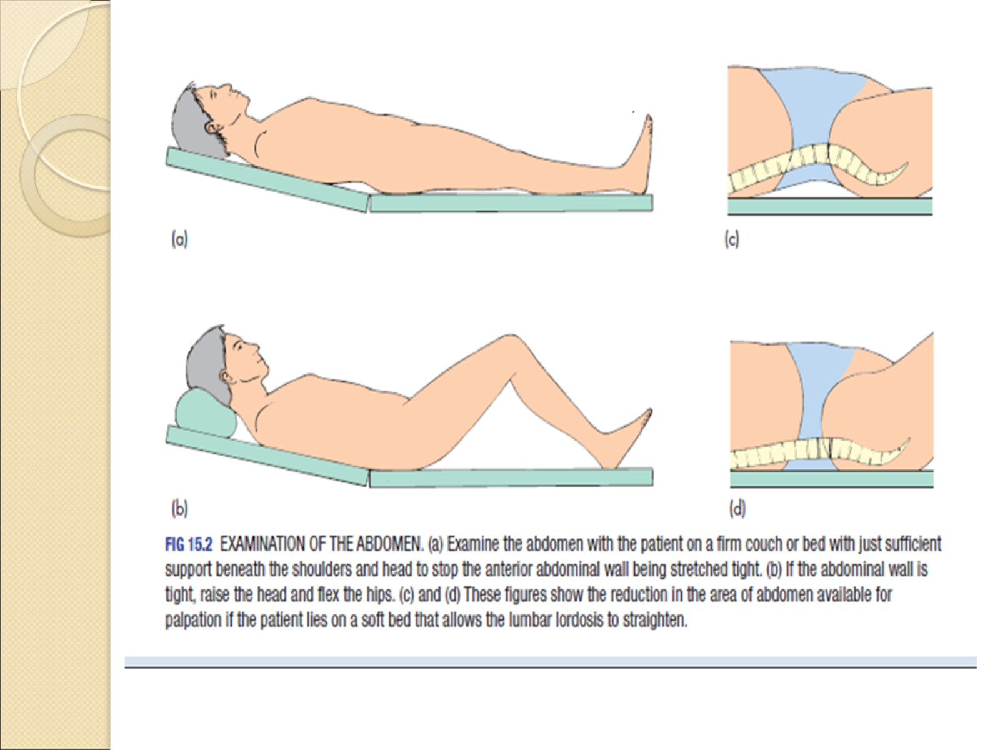 (a)
(c)
(b)
(d)
FIG 15.2 EXAMINATION OF THE ABDOMEN. (a) Examine the abdomen with the patient on a firm couch or bed with just sufficient
support beneath the shoulders and head to stop the anterior abdominal wall being stretched tight. (b) If the abdominal wall is
tight, raise the head and flex the hips. (c) and (d) These figures show the reduction in the area of abdomen available for
palpation if the patient lies on a soft bed that allows the lumbar lordosis to straighten.